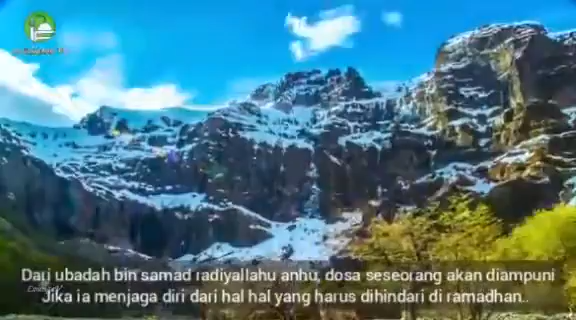 Dari ubadah bin samad radiyallahu anhu, dosa seseorang akan diampuni
Jika ia menjaga diri dari hal hal yang harus dihindari di ramadhan..